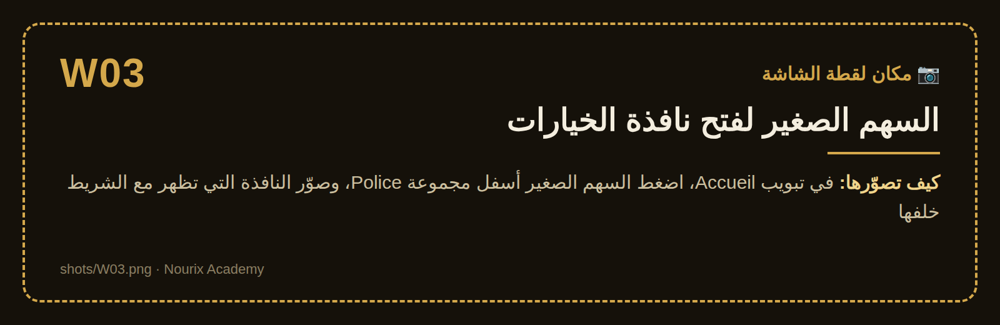 📷 مكان لقطة الشاشة
W03
السهم الصغير لفتح نافذة الخيارات
كيف تصوّرها: في تبويب Accueil، اضغط السهم الصغير أسفل مجموعة Police، وصوّر النافذة التي تظهر مع الشريط
خلفها
shots/W03.png · Nourix Academy